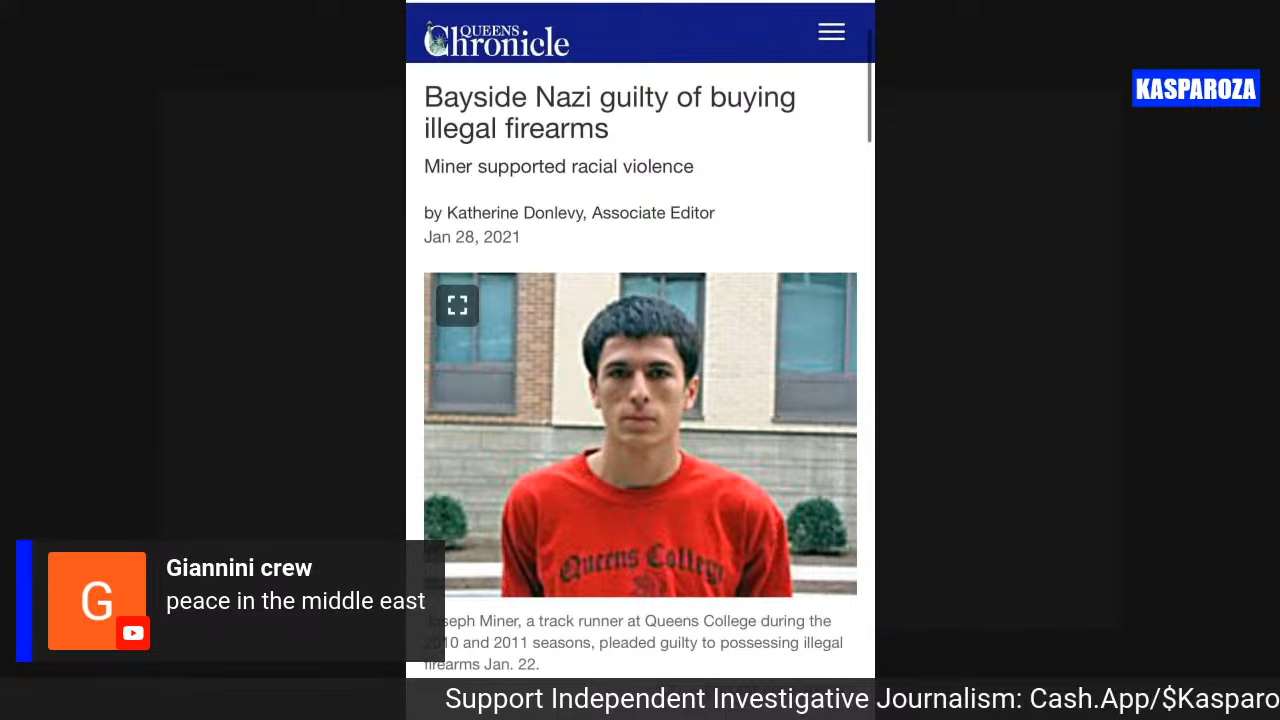 QUEENS
Chronicle
KASPAROZA
Bayside Nazi guilty of buying
illegal firearms
Miner supported racial violence
by Katherine Donlevy, Associate Editor
Jan 28, 2021
Queens College
Giannini crew
peace in the middle east
G
Joseph Miner, a track runner at Queens College during the
2010 and 2011 seasons, pleaded guilty to possessing illegal
firearms Jan. 22.
Support Independent Investigative Journalism: Cash.App/$Kasparo